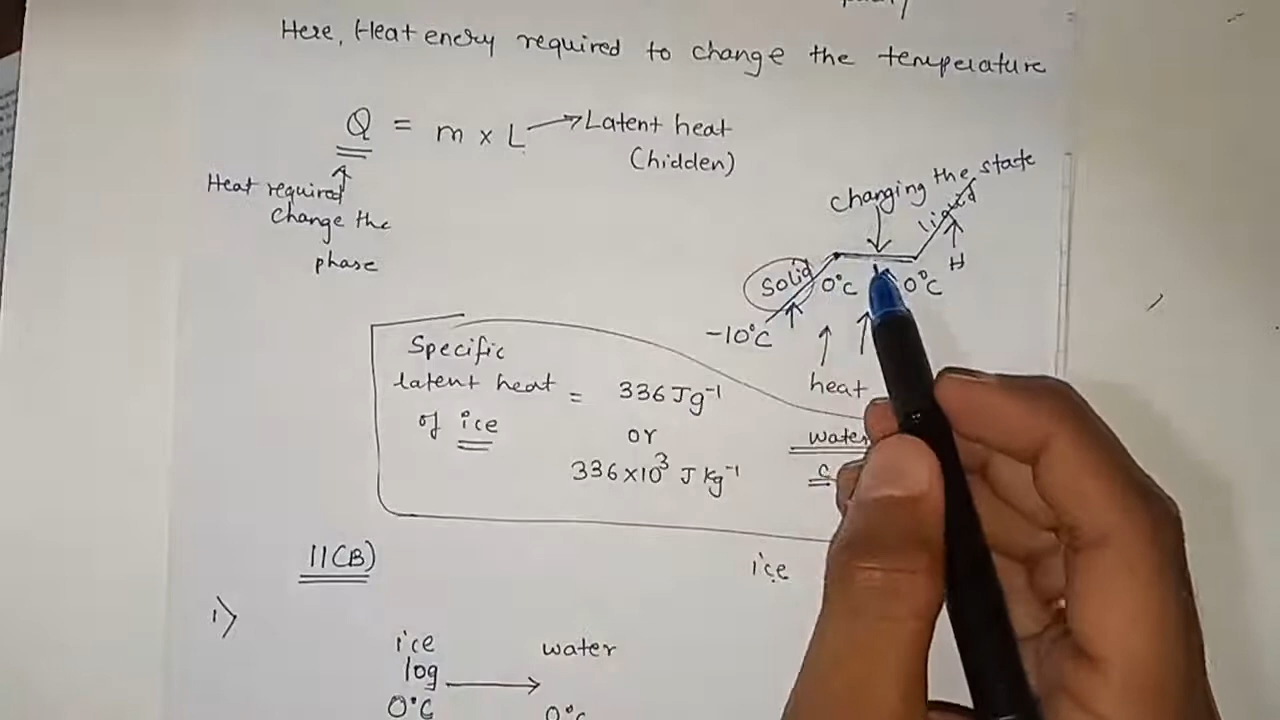 Here, Heat enery required to change the temperature
Q = m x L → Latent heat
(hidden)
Heat required
change the
phase
changing the state
liquid
H
Solid
0°C
0°C
-10°C
heat
Specific
latent heat = 336 Jg⁻¹
of ice
or
336x10³ J Kg⁻¹
water
c
11(B)
ice
1)
ice
water
10g
0°C
0°C